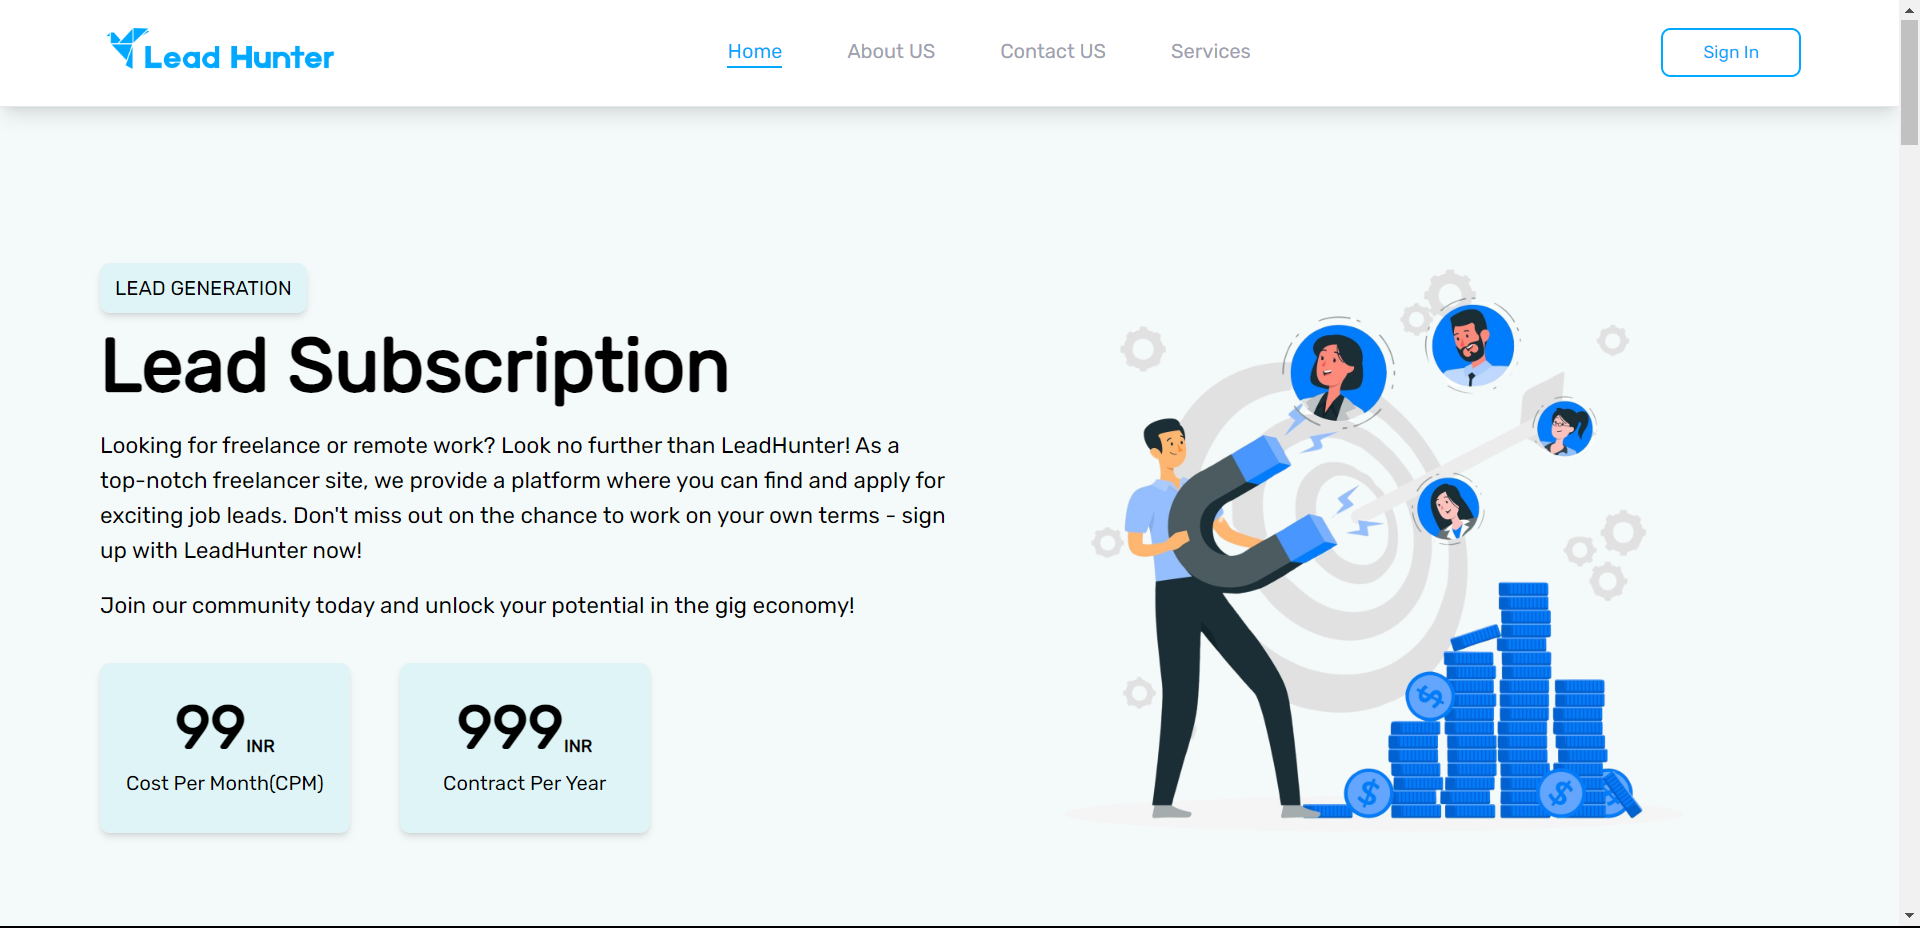 Lead Hunter
Home
About US
Contact US
Services
Sign In
LEAD GENERATION
Lead Subscription
Looking for freelance or remote work? Look no further than LeadHunter! As a
top-notch freelancer site, we provide a platform where you can find and apply for
exciting job leads. Don't miss out on the chance to work on your own terms - sign
up with LeadHunter now!
Join our community today and unlock your potential in the gig economy!
99 INR
Cost Per Month(CPM)
999 INR
Contract Per Year
$
$
$
$